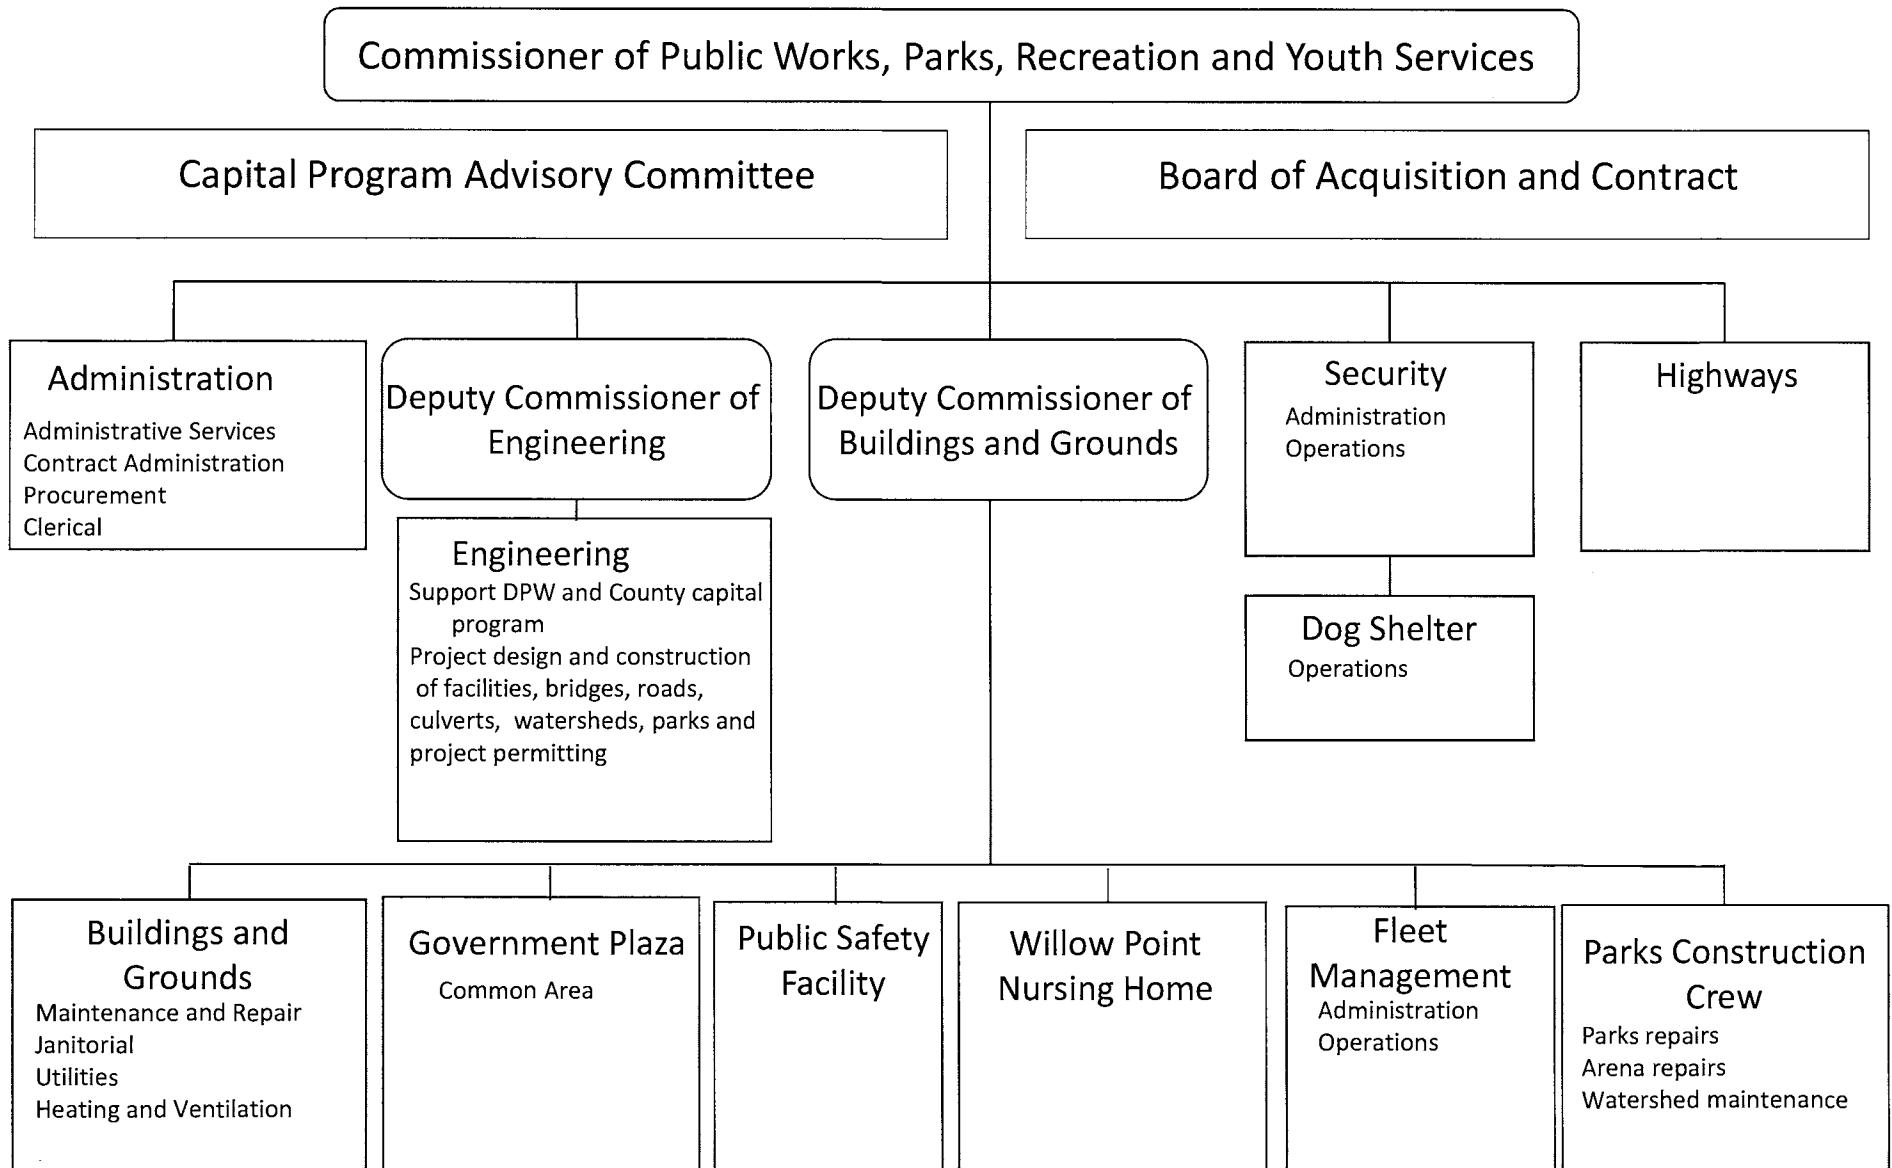 Commissioner of Public Works, Parks, Recreation and Youth Services
Capital Program Advisory Committee
Board of Acquisition and Contract
Administration
Administrative Services
Contract Administration
Procurement
Clerical
Deputy Commissioner of
Engineering
Deputy Commissioner of
Buildings and Grounds
Security
Administration
Operations
Highways
Engineering
Support DPW and County capital
program
Project design and construction
of facilities, bridges, roads,
culverts, watersheds, parks and
project permitting
Dog Shelter
Operations
Buildings and
Grounds
Maintenance and Repair
Janitorial
Utilities
Heating and Ventilation
Government Plaza
Common Area
Public Safety
Facility
Willow Point
Nursing Home
Fleet
Management
Administration
Operations
Parks Construction
Crew
Parks repairs
Arena repairs
Watershed maintenance